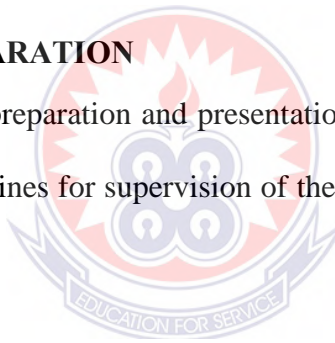 ARATION
preparation and presentatio
ines for supervision of the
EDUCATION FOR SERVICE